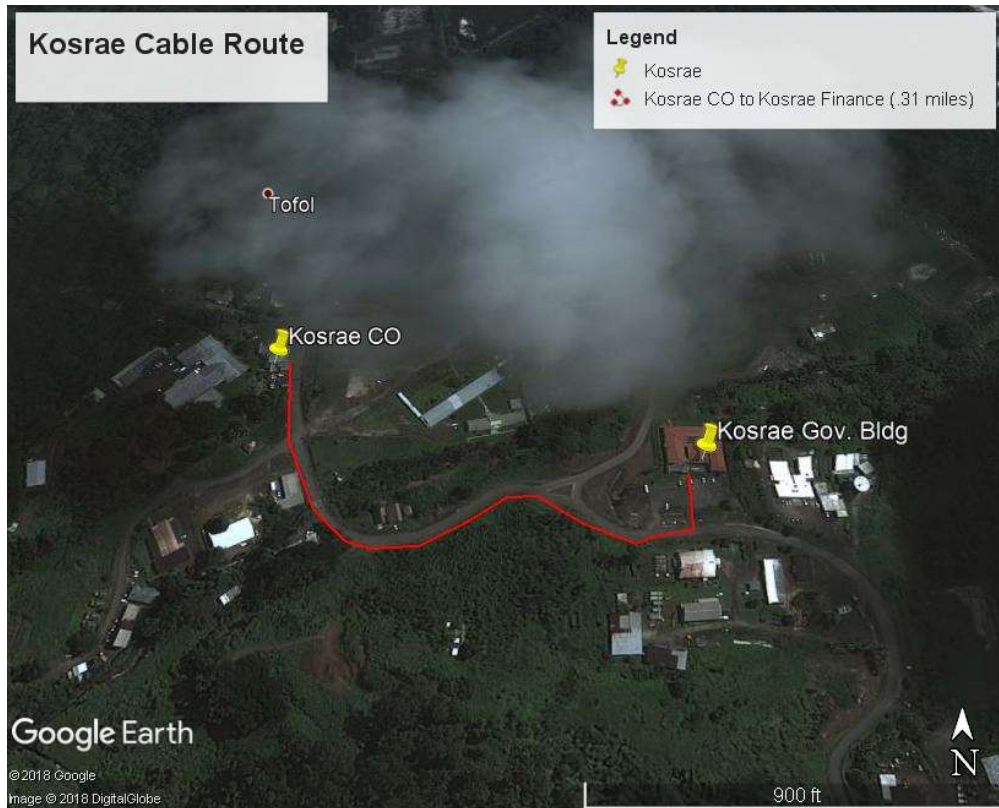 Kosrae Cable Route
Legend
Kosrae
Kosrae CO to Kosrae Finance (.31 miles)
Tofol
Kosrae CO
Kosrae Gov. Bldg
Google Earth
© 2018 Google
Image © 2018 DigitalGlobe
900 ft
N